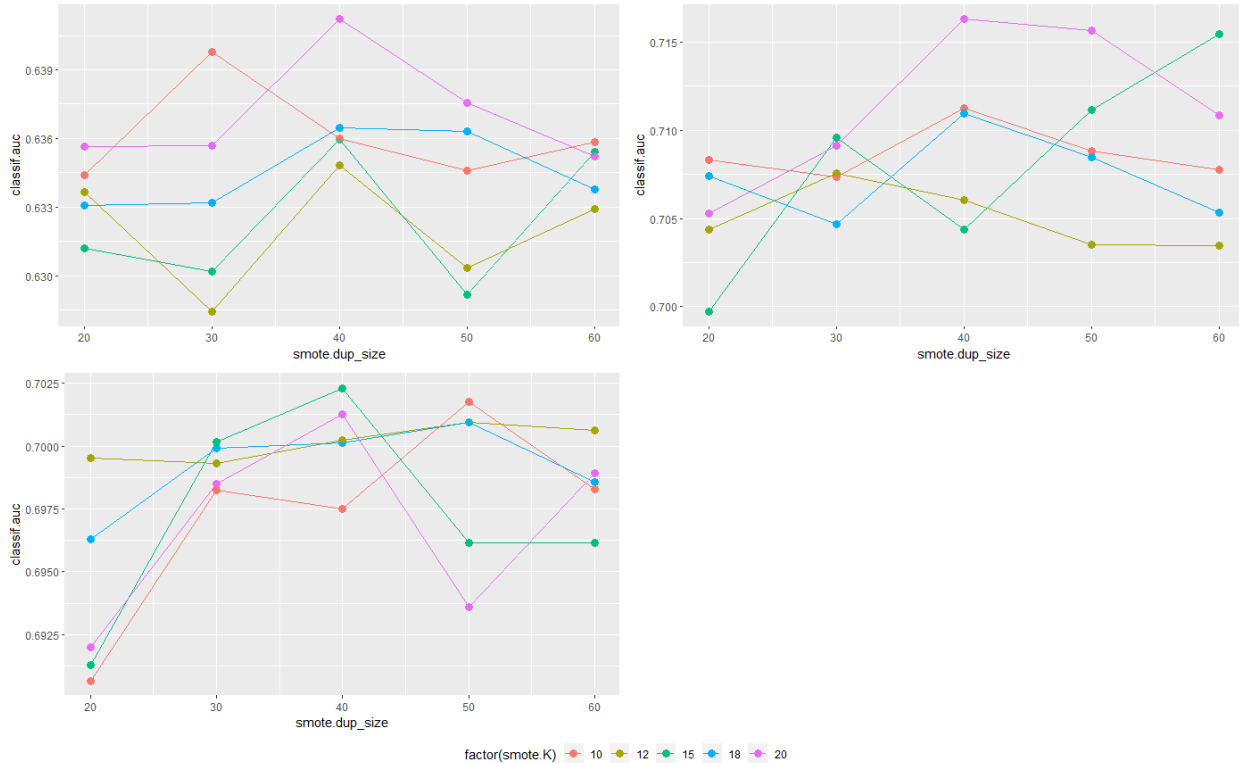 classif.auc
0.639
0.636
0.633
0.630
20 30 40 50 60
smote.dup_size
classif.auc
0.715
0.710
0.705
0.700
20 30 40 50 60
smote.dup_size
classif.auc
0.7025
0.7000
0.6975
0.6950
0.6925
20 30 40 50 60
smote.dup_size
factor(smote.K) 10 12 15 18 20